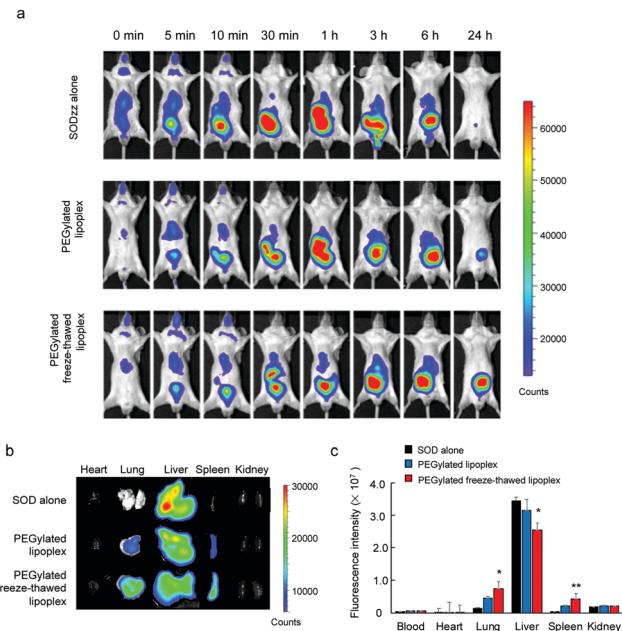 a
0 min 5 min 10 min 30 min 1 h 3 h 6 h 24 h
SODzz alone
PEGylated
lipoplex
PEGylated
freeze-thawed
lipoplex
60000
50000
40000
30000
20000
Counts
b
Heart Lung Liver Spleen Kidney
SOD alone
PEGylated
lipoplex
PEGylated
reeze-thawed
lipoplex
30000
20000
10000
Counts
c
SOD alone
PEGylated lipoplex
PEGylated freeze-thawed lipoplex
Fluorescence intensity (× 10⁷)
4.0
3.0
2.0
1.0
0
* * **
Blood Heart Lung Liver Spleen Kidney